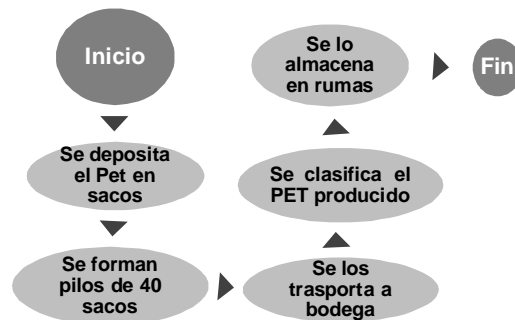 Inicio
Se deposita
el Pet en
sacos
Se forman
pilos de 40
sacos
Se los
trasporta a
bodega
Se clasifica el
PET producido
Se lo
almacena
en rumas
Fin